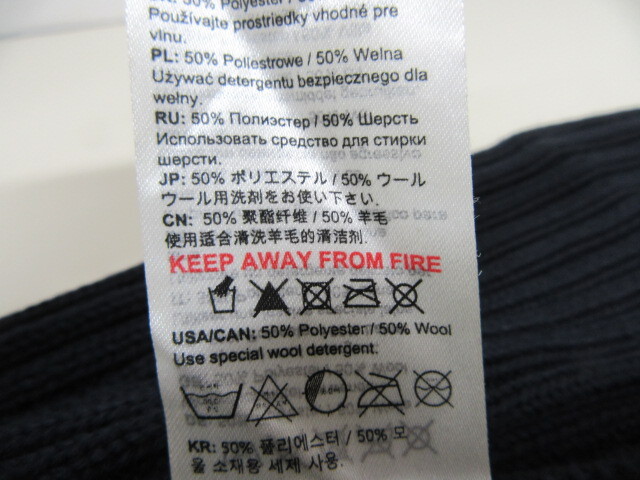 50% Polyester / 50%
Používajte prostriedky vhodné pre
vlnu.
PL: 50% Poliestrowe / 50% Wełna
Używać detergentu bezpiecznego dla
wełny.
RU: 50% Полиэстер / 50% Шерсть
Использовать средство для стирки
шерсти.
JP: 50% ポリエステル / 50% ウール
ウール用洗剤をお使い下さい.
CN: 50% 聚酯纤维 / 50% 羊毛
使用适合清洗羊毛的清洁剂.
KEEP AWAY FROM FIRE
USA/CAN: 50% Polyester / 50% Wool
Use special wool detergent.
KR: 50% 폴리에스터 / 50% 모
울 소재용 세제 사용.